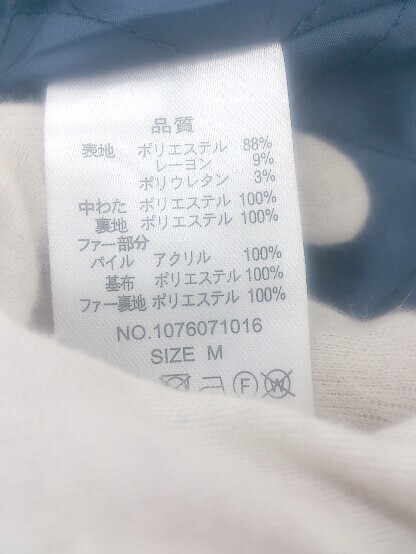 品質
表地 ポリエステル 88%
レーヨン 9%
ポリウレタン 3%
中わた ポリエステル 100%
裏地 ポリエステル 100%
ファー部分
パイル アクリル 100%
基布 ポリエステル 100%
ファー裏地 ポリエステル 100%
NO.1076071016
SIZE M
F W